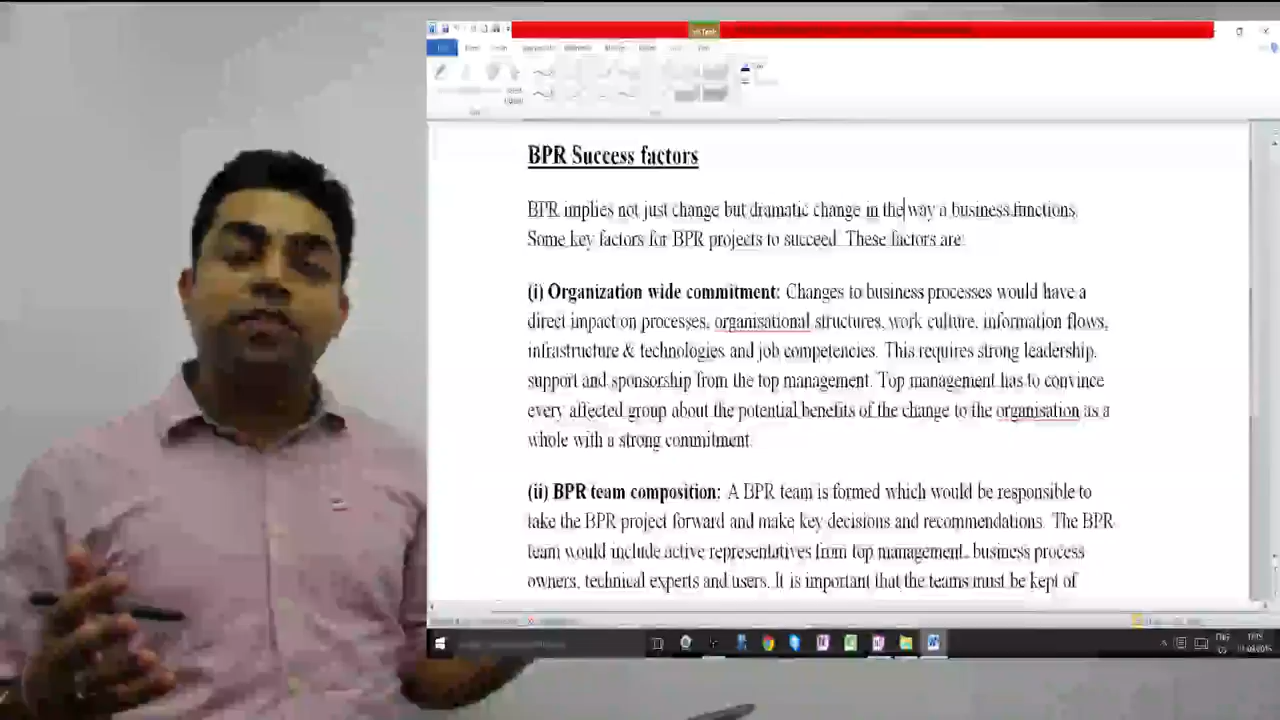 BPR Success factors
BPR implies not just change but dramatic change in the way a business functions.
Some key factors for BPR projects to succeed. These factors are:
(i) Organization wide commitment: Changes to business processes would have a
direct impact on processes, organisational structures, work culture, information flows,
infrastructure & technologies and job competencies. This requires strong leadership,
support and sponsorship from the top management. Top management has to convince
every affected group about the potential benefits of the change to the organisation as a
whole with a strong commitment.
(ii) BPR team composition: A BPR team is formed which would be responsible to
take the BPR project forward and make key decisions and recommendations. The BPR
team would include active representatives from top management, business process
owners, technical experts and users. It is important that the teams must be kept of